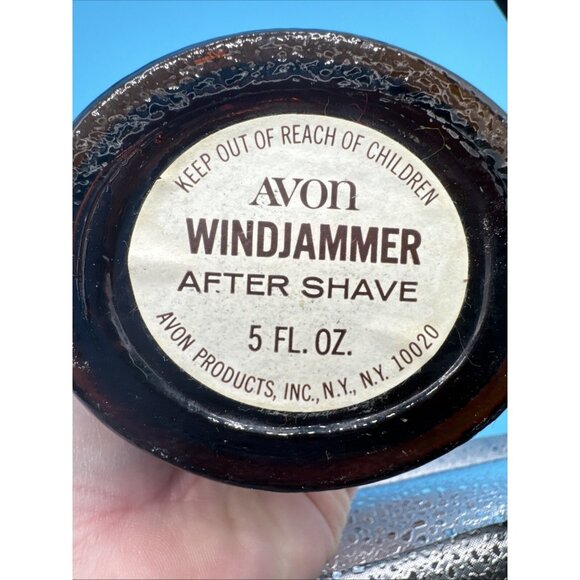 KEEP OUT OF REACH OF CHILDREN
AVON
WINDJAMMER
AFTER SHAVE
5 FL. OZ.
AVON PRODUCTS, INC., N.Y., N.Y. 10020